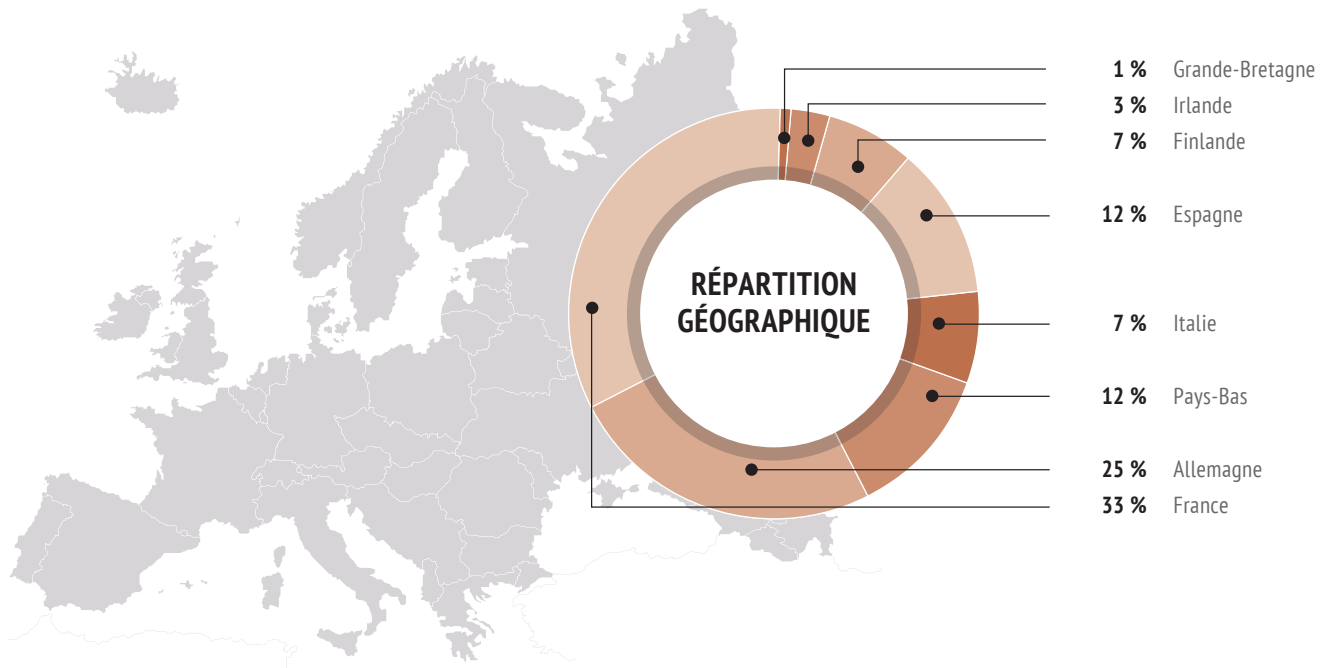 RÉPARTITION
GÉOGRAPHIQUE
1 % Grande-Bretagne
3 % Irlande
7 % Finlande
12 % Espagne
7 % Italie
12 % Pays-Bas
25 % Allemagne
33 % France